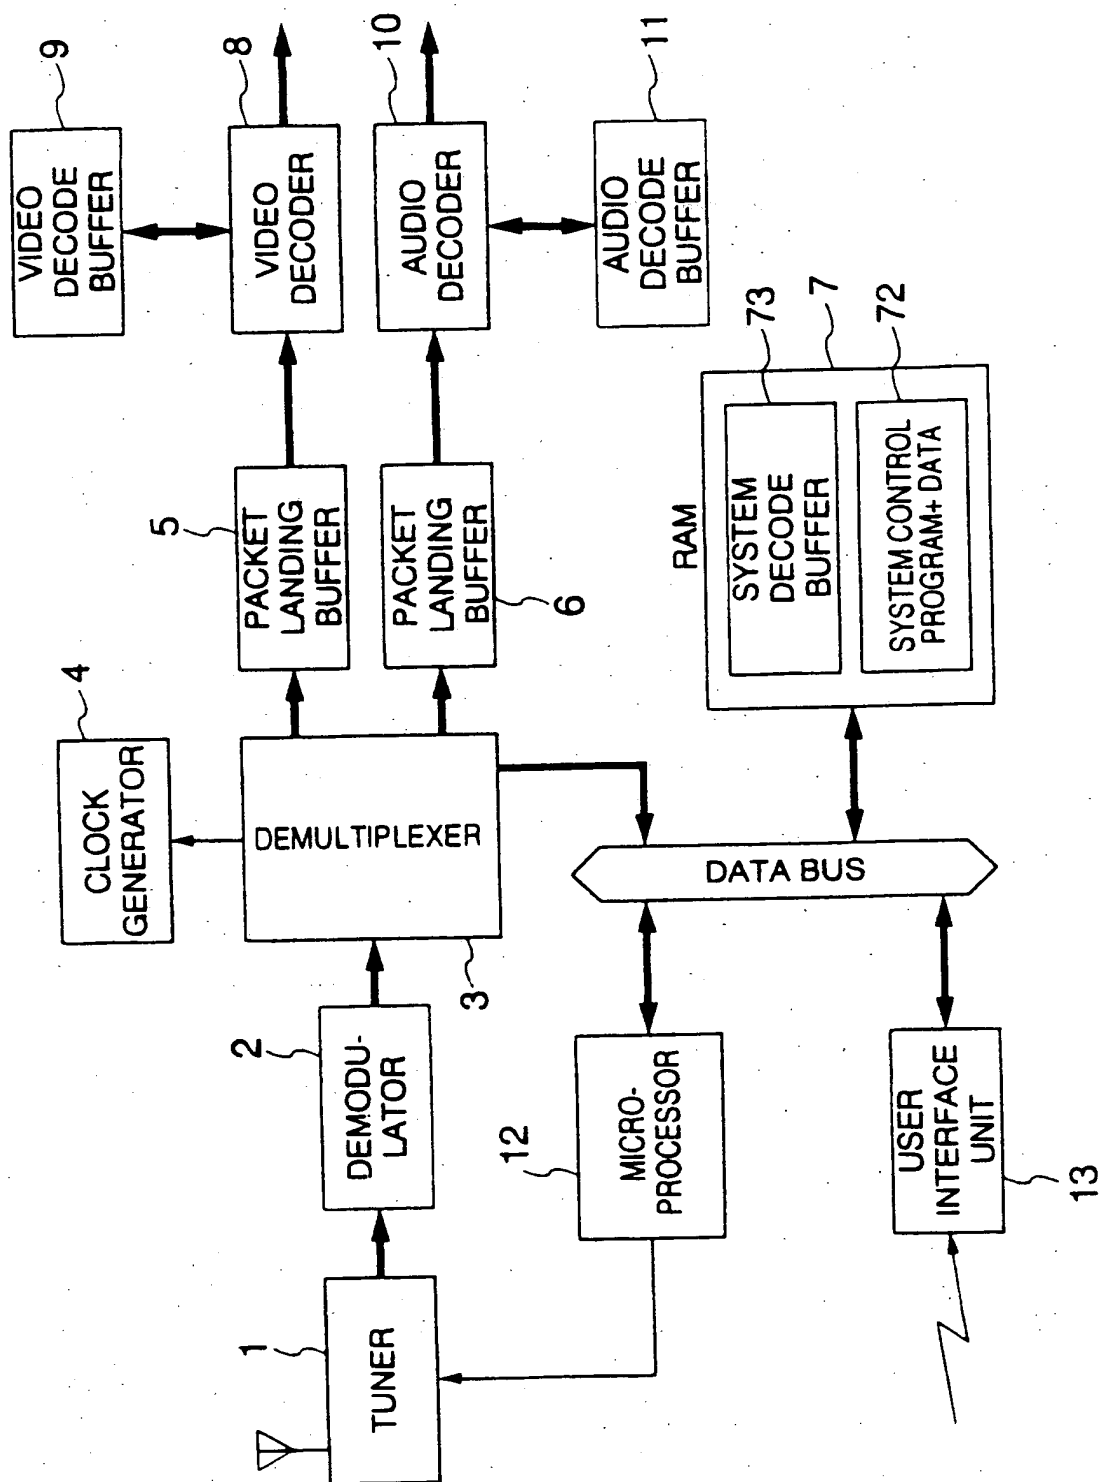 9
VIDEO
DECODE
BUFFER
8
VIDEO
DECODER
10
AUDIO
DECODER
11
AUDIO
DECODE
BUFFER
5
PACKET
LANDING
BUFFER
PACKET
LANDING
BUFFER
6
4
CLOCK
GENERATOR
DEMULTIPLEXER
3
2
DEMODU-
LATOR
1
TUNER
RAM
7
73
SYSTEM
DECODE
BUFFER
72
SYSTEM CONTROL
PROGRAM+ DATA
DATA BUS
12
MICRO-
PROCESSOR
USER
INTERFACE
UNIT
13